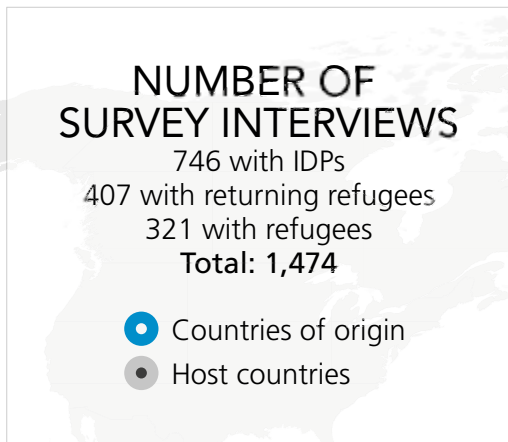 NUMBER OF
SURVEY INTERVIEWS
746 with IDPs
407 with returning refugees
321 with refugees
Total: 1,474
Countries of origin
Host countries